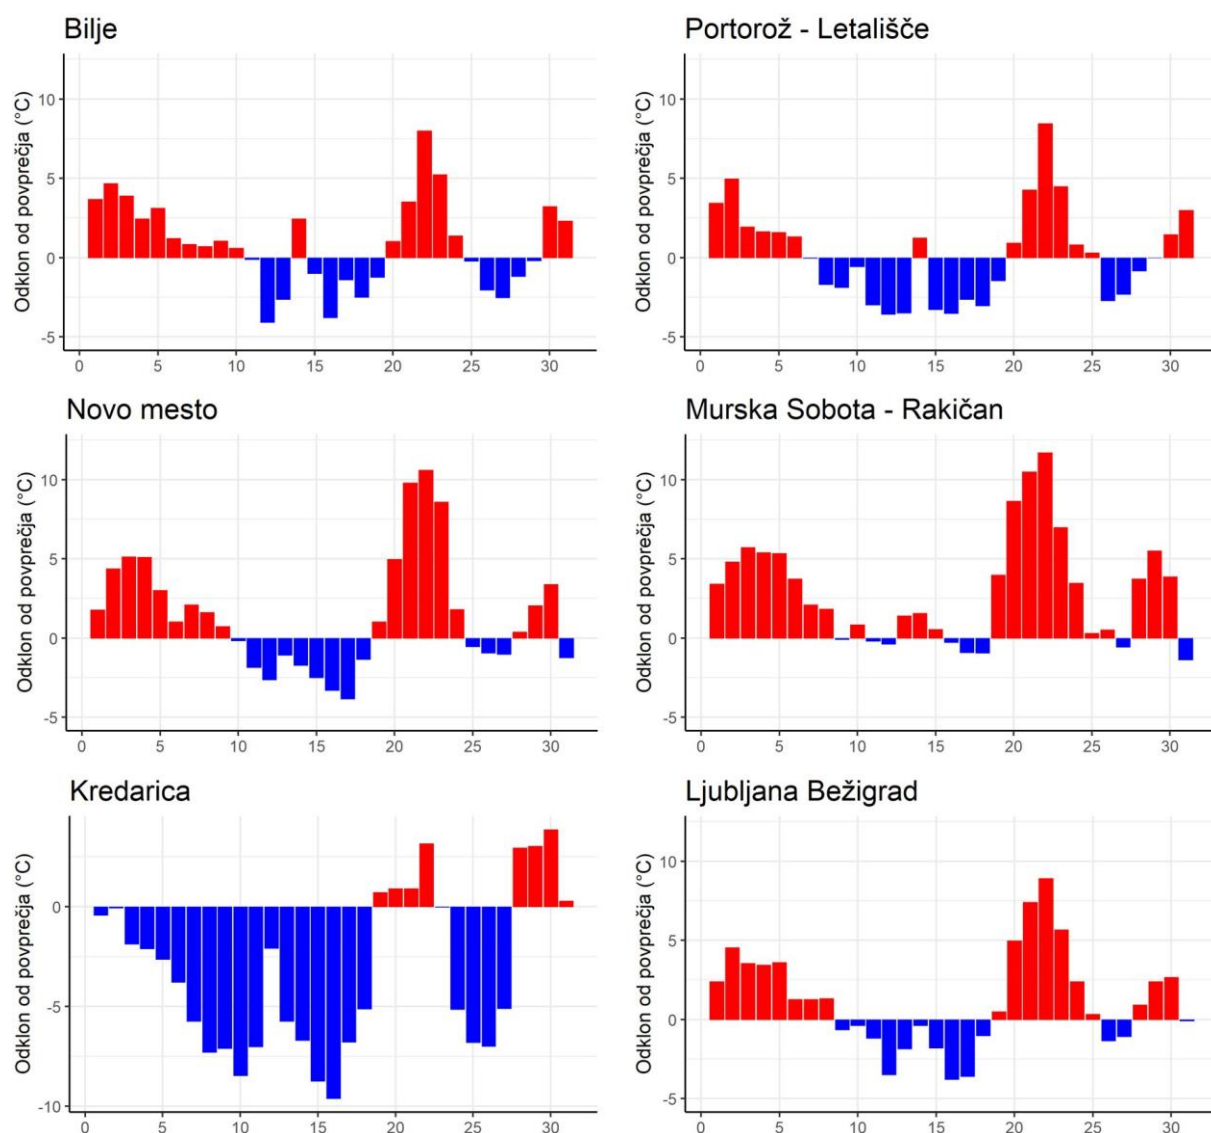 Bilje
Odklon od povprečja (°C)
10
5
0
-5
0 5 10 15 20 25 30
Portorož - Letališče
Odklon od povprečja (°C)
10
5
0
-5
0 5 10 15 20 25 30
Novo mesto
Odklon od povprečja (°C)
10
5
0
-5
0 5 10 15 20 25 30
Murska Sobota - Rakičan
Odklon od povprečja (°C)
10
5
0
-5
0 5 10 15 20 25 30
Kredarica
Odklon od povprečja (°C)
0
-5
-10
0 5 10 15 20 25 30
Ljubljana Bežigrad
Odklon od povprečja (°C)
10
5
0
-5
0 5 10 15 20 25 30